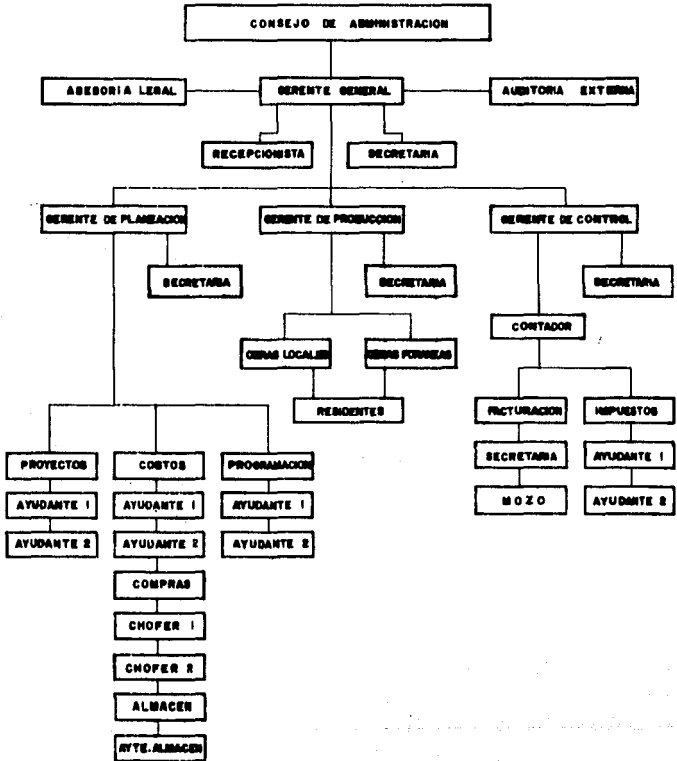 CONSEJO DE ADMINISTRACION
ASESORIA LEGAL
GERENTE GENERAL
AUDITORIA EXTERNA
RECEPCIONISTA
SECRETARIA
GERENTE DE PLANEACION
GERENTE DE PRODUCCION
GERENTE DE CONTROL
SECRETARIA
SECRETARIA
SECRETARIA
CONTADOR
OBRAS LOCALES
OBRAS FORANEAS
RESIDENTES
FACTURACION
IMPUESTOS
PROYECTOS
COSTOS
PROGRAMACION
SECRETARIA
AYUDANTE 1
AYUDANTE 1
AYUDANTE 1
AYUDANTE 1
MOZO
AYUDANTE 2
AYUDANTE 2
AYUDANTE 2
AYUDANTE 2
COMPRAS
CHOFER 1
CHOFER 2
ALMACEN
AYTE. ALMACEN